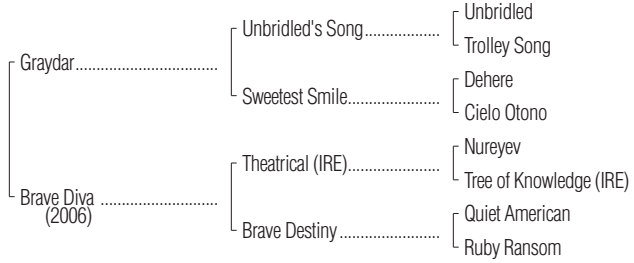 Unbridled
Unbridled's Song
Trolley Song
Graydar
Dehere
Sweetest Smile
Cielo Otono
Nureyev
Theatrical (IRE)
Tree of Knowledge (IRE)
Brave Diva
(2006)
Quiet American
Brave Destiny
Ruby Ransom